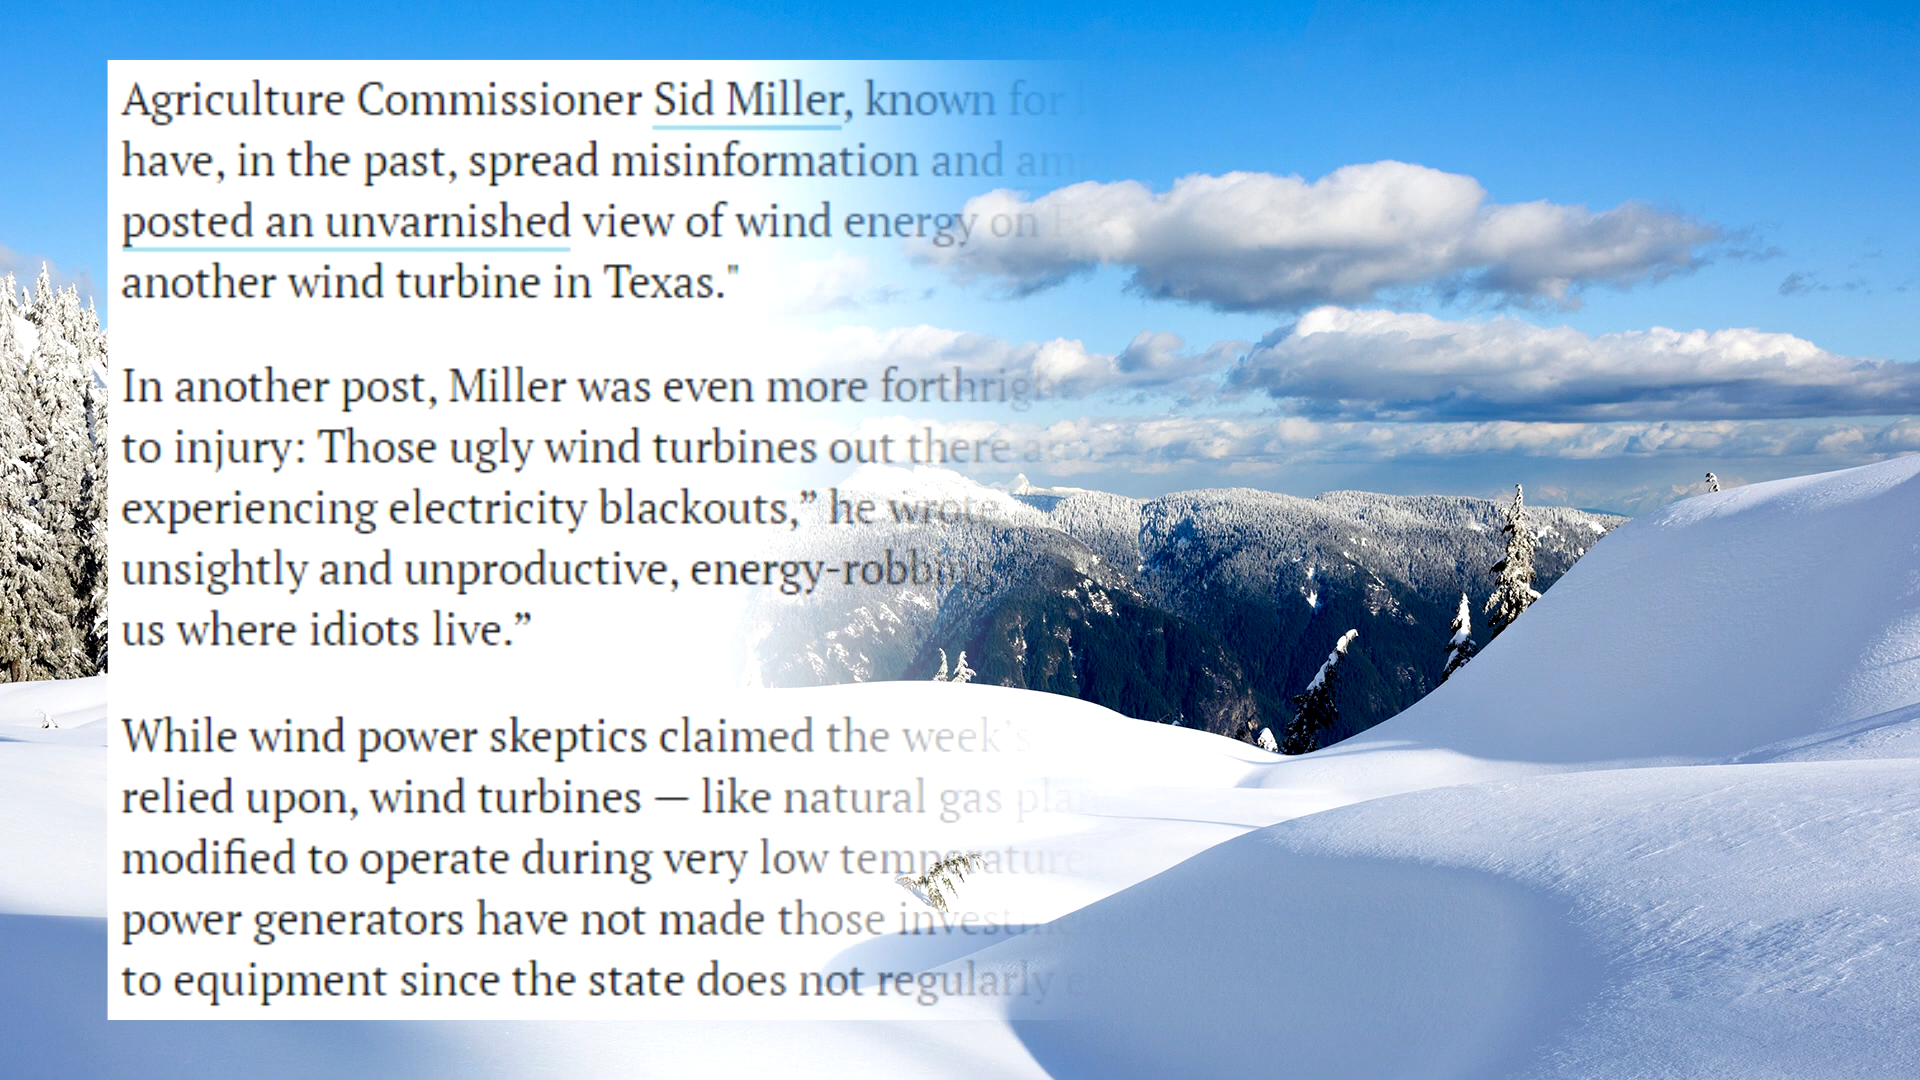 Agriculture Commissioner Sid Miller, known for
have, in the past, spread misinformation and
posted an unvarnished view of wind energy on
another wind turbine in Texas."
In another post, Miller was even more
to injury: Those ugly wind turbines out there
experiencing electricity blackouts,” he wrote
unsightly and unproductive,
us where idiots live.”
While wind power skeptics claimed the week's
relied upon, wind turbines — like natural gas
modified to operate during very low
power generators have not made those
to equipment since the state does not regularly